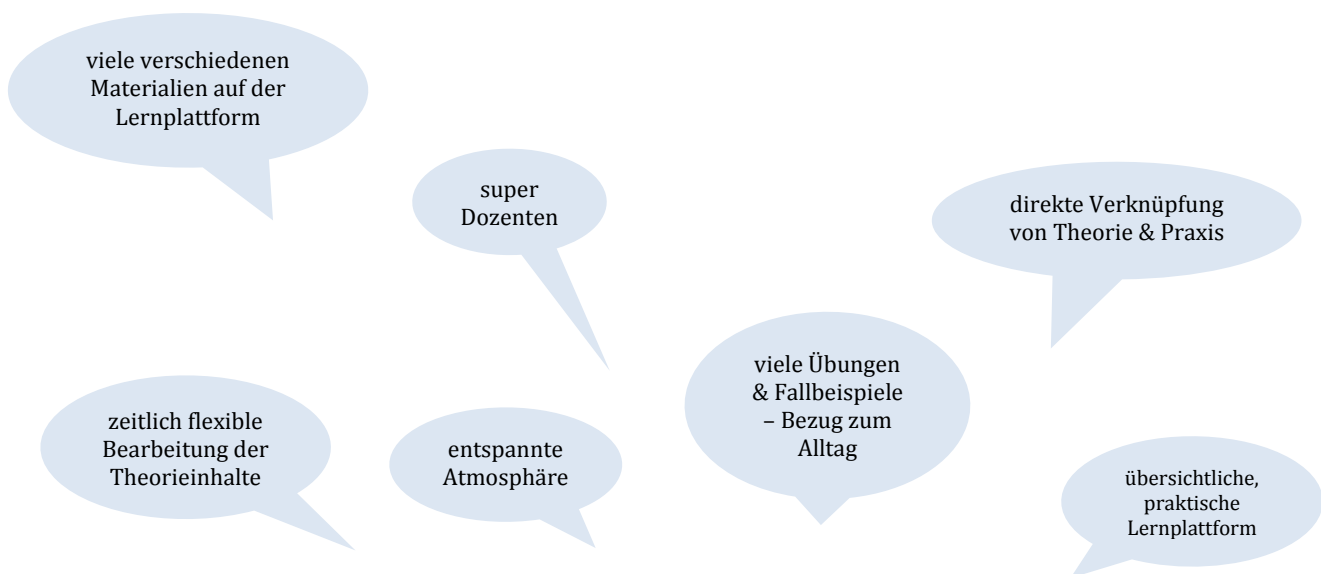 viele verschiedenen
Materialien auf der
Lernplattform
super
Dozenten
direkte Verknüpfung
von Theorie & Praxis
viele Übungen
& Fallbeispiele
– Bezug zum
Alltag
zeitlich flexible
Bearbeitung der
Theorieinhalte
entspannte
Atmosphäre
übersichtliche,
praktische
Lernplattform